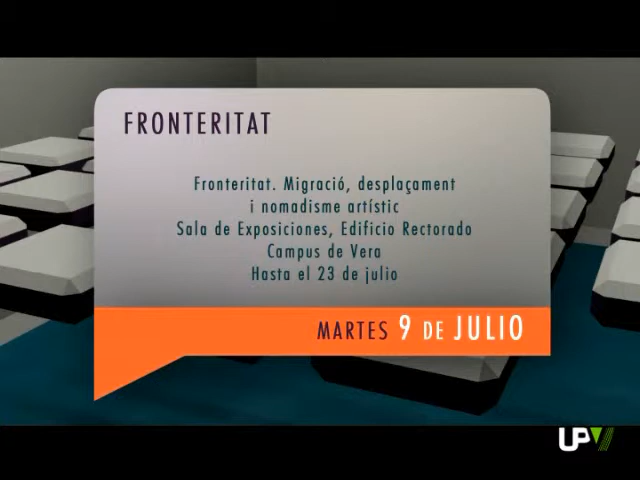 FRONTERITAT
Fronteritat. Migració, desplaçament
i nomadisme artístic
Sala de Exposiciones, Edificio Rectorado
Campus de Vera
Hasta el 23 de julio
MARTES 9 DE JULIO
UPV